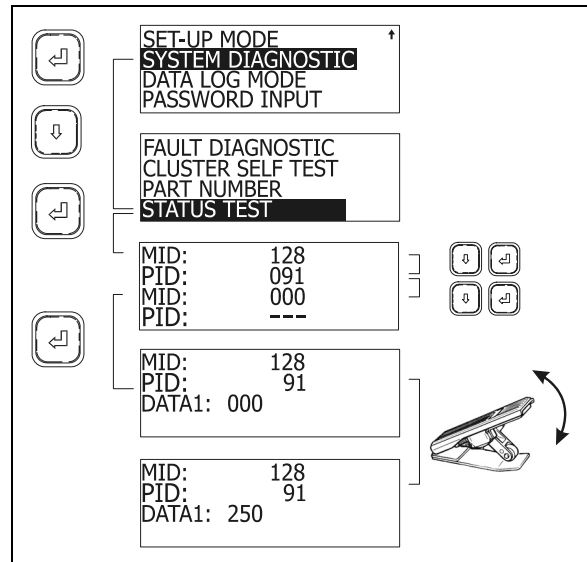 SET-UP MODE
SYSTEM DIAGNOSTIC
DATA LOG MODE
PASSWORD INPUT
FAULT DIAGNOSTIC
CLUSTER SELF TEST
PART NUMBER
STATUS TEST
MID: 128
PID: 091
MID: 000
PID: ---
MID: 128
PID: 91
DATA1: 000
MID: 128
PID: 91
DATA1: 250